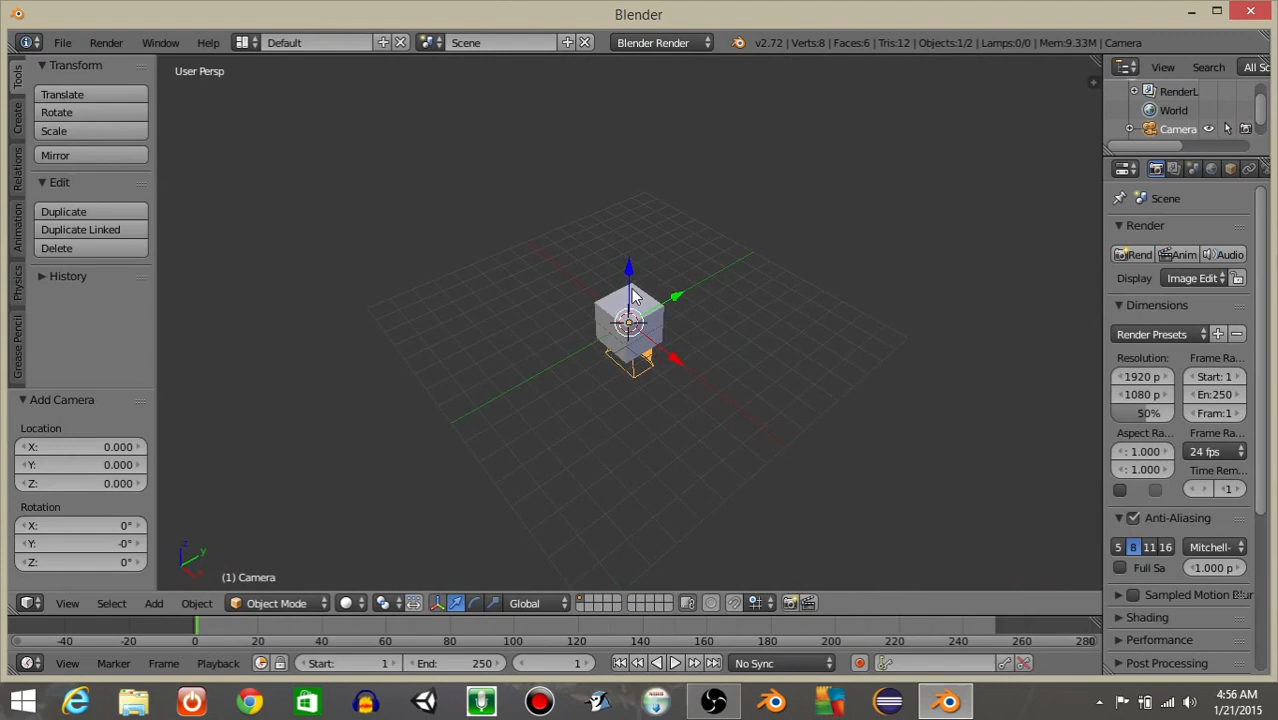 Blender
File Render Window Help Default Scene Blender Render v2.72 | Verts:8 | Faces:6 | Tris:12 | Objects:1/2 | Lamps:0/0 | Mem:9.33M | Camera
User Persp
Tools
Create
Relations
Animation
Physics
Grease Pencil
Transform
Translate
Rotate
Scale
Mirror
Edit
Duplicate
Duplicate Linked
Delete
History
Add Camera
Location
X: 0.000
Y: 0.000
Z: 0.000
Rotation
X: 0°
Y: -0°
Z: 0°
z
y
x
(1) Camera
View Select Add Object Object Mode Global
View Search All Sc
RenderL
World
Camera
Scene
Render
Rend Anim Audio
Display Image Edit
Dimensions
Render Presets
Resolution: Frame Ra
1920 p Start: 1
1080 p En:250
50% Fram:1
Aspect Ra Frame Ra
: 1.000 24 fps
: 1.000 Time Rem
1
Anti-Aliasing
5 8 11 16 Mitchell-
Full Sa 1.000 p
Sampled Motion Blur
Shading
Performance
Post Processing
-40 -20 0 20 40 60 80 100 120 140 160 180 200 220 240 260 280
View Marker Frame Playback Start: 1 End: 250 1 No Sync
4:56 AM
1/21/2015